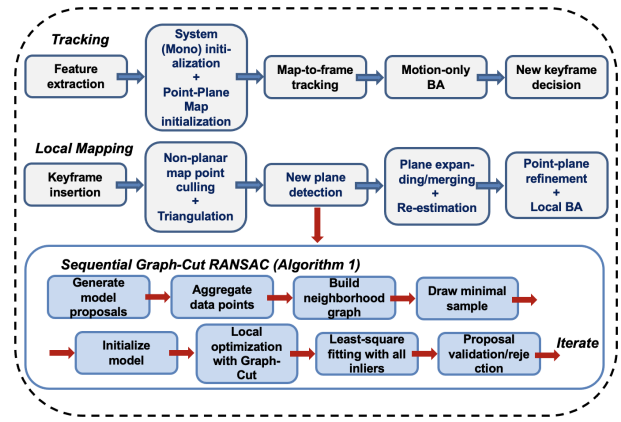 Tracking
Feature
extraction
System
(Mono) initi-
alization
+
Point-Plane
Map
initialization
Map-to-frame
tracking
Motion-only
BA
New keyframe
decision
Local Mapping
Keyframe
insertion
Non-planar
map point
culling
+
Triangulation
New plane
detection
Plane expan-
ding/merging
+
Re-estimation
Point-plane
refinement
+
Local BA
Sequential Graph-Cut RANSAC (Algorithm 1)
Generate
model
proposals
Aggregate
data points
Build
neighborhood
graph
Draw minimal
sample
Initialize
model
Local
optimization
with Graph-
Cut
Least-square
fitting with all
inliers
Proposal
validation/reje
ction
Iterate